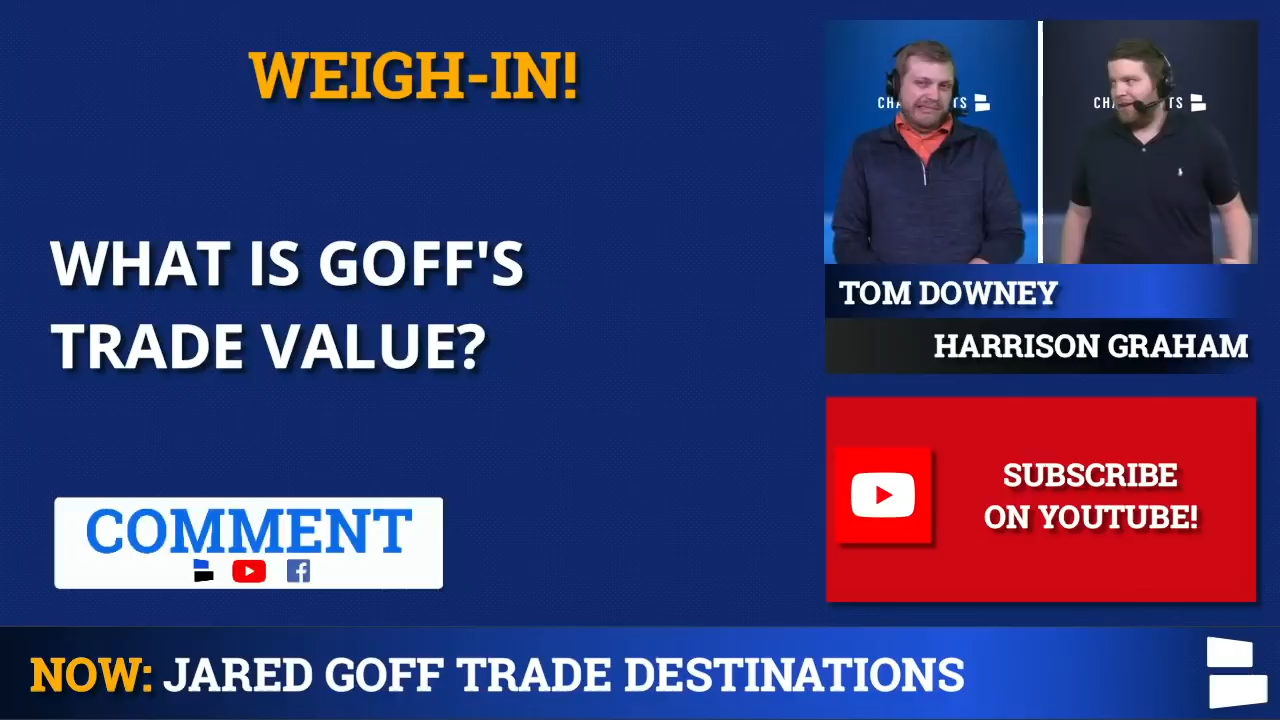 WEIGH-IN!
WHAT IS GOFF'S
TRADE VALUE?
COMMENT
TOM DOWNEY
HARRISON GRAHAM
SUBSCRIBE
ON YOUTUBE!
NOW: JARED GOFF TRADE DESTINATIONS